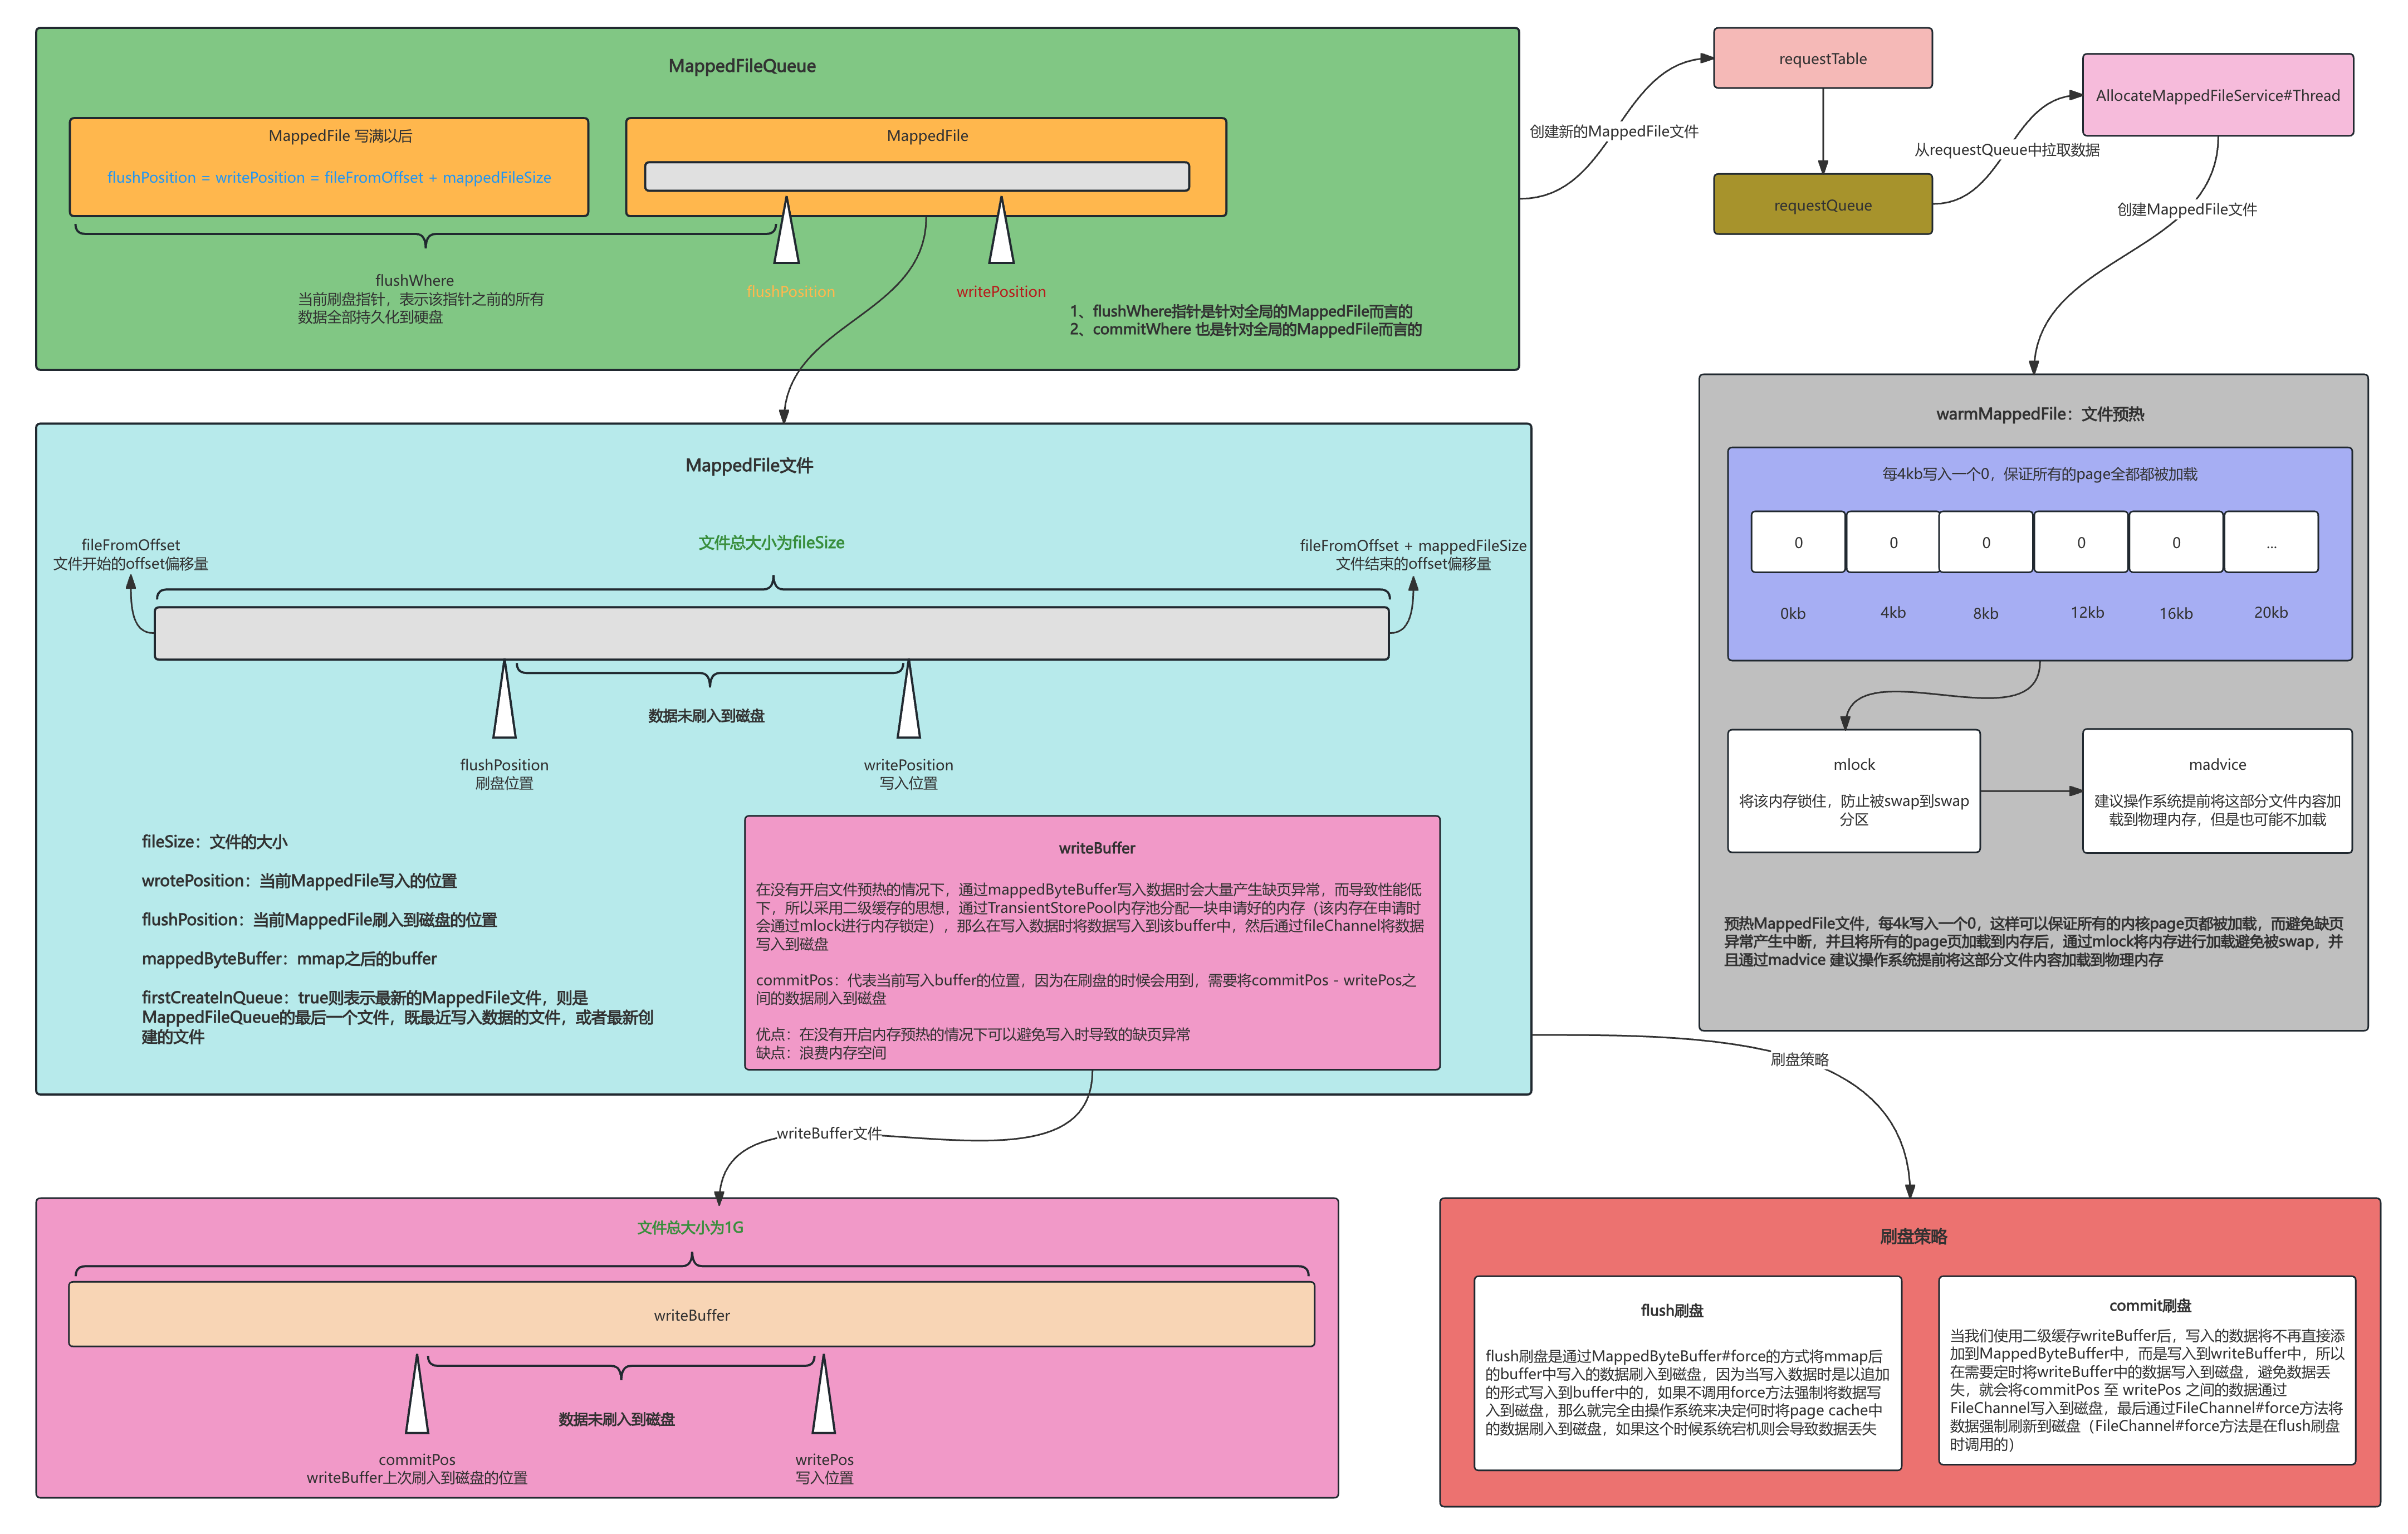 MappedFileQueue
MappedFile 写满以后
flushPosition = writePosition = fileFromOffset + mappedFileSize
MappedFile
flushWhere
当前刷盘指针，表示该指针之前的所有
数据全部持久化到硬盘
flushPosition
writePosition
1、flushWhere指针是针对全局的MappedFile而言的
2、commitWhere 也是针对全局的MappedFile而言的
创建新的MappedFile文件
requestTable
requestQueue
从requestQueue中拉取数据
AllocateMappedFileService#Thread
创建MappedFile文件
warmMappedFile：文件预热
每4kb写入一个0，保证所有的page全都都被加载
0
0
0
0
0
...
0kb
4kb
8kb
12kb
16kb
20kb
mlock
将该内存锁住，防止被swap到swap
分区
madvice
建议操作系统提前将这部分文件内容加
载到物理内存，但是也可能不加载
预热MappedFile文件，每4k写入一个0，这样可以保证所有的内核page页都被加载，而避免缺页
异常产生中断，并且将所有的page页加载到内存后，通过mlock将内存进行加载避免被swap，并
且通过madvice 建议操作系统提前将这部分文件内容加载到物理内存
MappedFile文件
fileFromOffset
文件开始的offset偏移量
文件总大小为fileSize
fileFromOffset + mappedFileSize
文件结束的offset偏移量
数据未刷入到磁盘
flushPosition
刷盘位置
writePosition
写入位置
fileSize：文件的大小
wrotePosition：当前MappedFile写入的位置
flushPosition：当前MappedFile刷入到磁盘的位置
mappedByteBuffer：mmap之后的buffer
firstCreateInQueue：true则表示最新的MappedFile文件，则是
MappedFileQueue的最后一个文件，既最近写入数据的文件，或者最新创
建的文件
writeBuffer
在没有开启文件预热的情况下，通过mappedByteBuffer写入数据时会大量产生缺页异常，而导致性能低
下，所以采用二级缓存的思想，通过TransientStorePool内存池分配一块申请好的内存（该内存在申请时
会通过mlock进行内存锁定），那么在写入数据时将数据写入到该buffer中，然后通过fileChannel将数据
写入到磁盘
commitPos：代表当前写入buffer的位置，因为在刷盘的时候会用到，需要将commitPos - writePos之
间的数据刷入到磁盘
优点：在没有开启内存预热的情况下可以避免写入时导致的缺页异常
缺点：浪费内存空间
刷盘策略
writeBuffer文件
文件总大小为1G
writeBuffer
数据未刷入到磁盘
commitPos
writeBuffer上次刷入到磁盘的位置
writePos
写入位置
刷盘策略
flush刷盘
flush刷盘是通过MappedByteBuffer#force的方式将mmap后
的buffer中写入的数据刷入到磁盘，因为当写入数据时是以追加
的形式写入到buffer中的，如果不调用force方法强制将数据写
入到磁盘，那么就完全由操作系统来决定何时将page cache中
的数据刷入到磁盘，如果这个时候系统宕机则会导致数据丢失
commit刷盘
当我们使用二级缓存writeBuffer后，写入的数据将不再直接添
加到MappedByteBuffer中，而是写入到writeBuffer中，所以
在需要定时将writeBuffer中的数据写入到磁盘，避免数据丢
失，就会将commitPos 至 writePos 之间的数据通过
FileChannel写入到磁盘，最后通过FileChannel#force方法将
数据强制刷新到磁盘（FileChannel#force方法是在flush刷盘
时调用的）